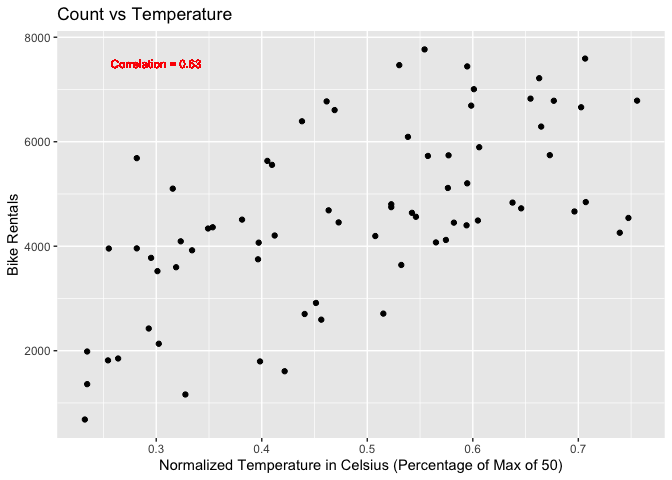 Count vs Temperature
8000
Correlation = 0.63
6000
4000
2000
Bike Rentals
0.3 0.4 0.5 0.6 0.7
Normalized Temperature in Celsius (Percentage of Max of 50)